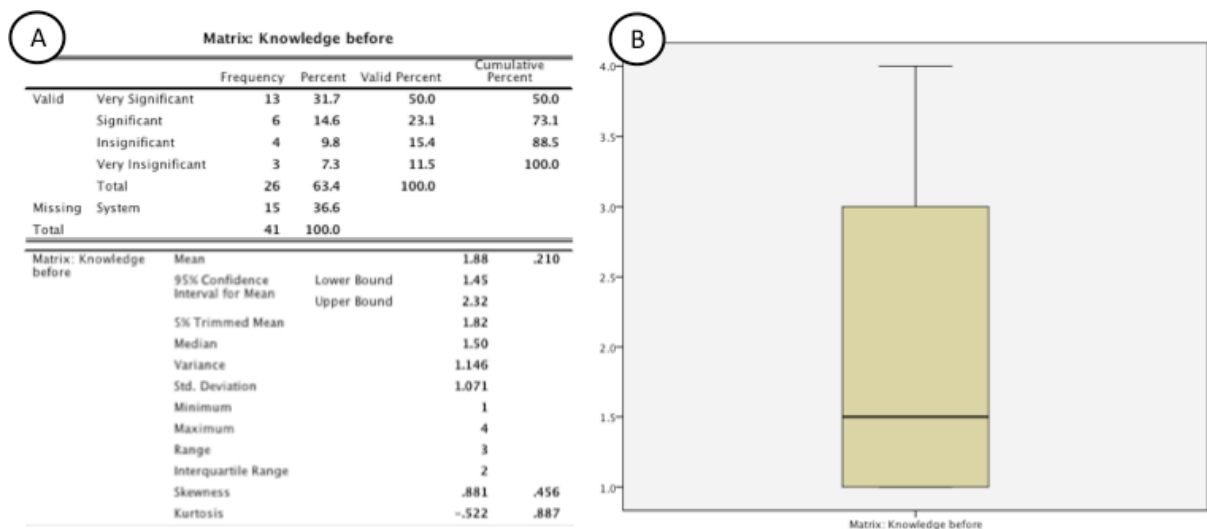 A
Matrix: Knowledge before
Frequency Percent Valid Percent Cumulative Percent
Valid Very Significant 13 31.7 50.0 50.0
Significant 6 14.6 23.1 73.1
Insignificant 4 9.8 15.4 88.5
Very Insignificant 3 7.3 11.5 100.0
Total 26 63.4 100.0
Missing System 15 36.6
Total 41 100.0
Matrix: Knowledge before Mean 1.88 .210
95% Confidence Interval for Mean Lower Bound 1.45
Upper Bound 2.32
5% Trimmed Mean 1.82
Median 1.50
Variance 1.146
Std. Deviation 1.071
Minimum 1
Maximum 4
Range 3
Interquartile Range 2
Skewness .881 .456
Kurtosis -.522 .887
B
4.0
3.5
3.0
2.5
2.0
1.5
1.0
Matrix: Knowledge before